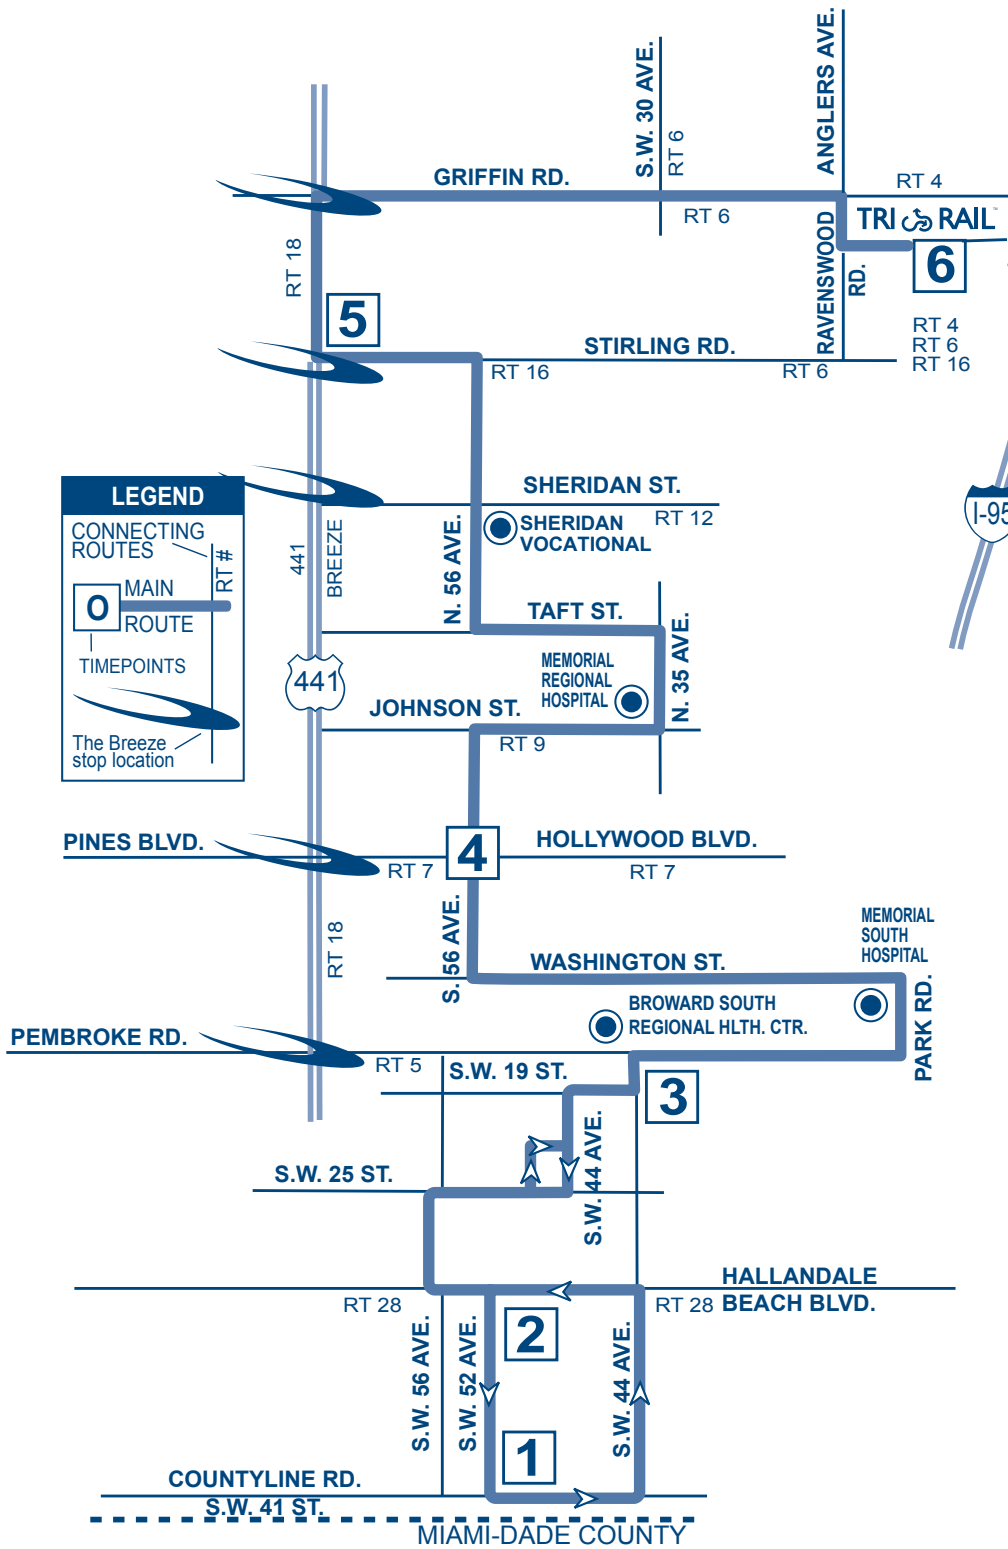 ANGLERS AVE.
S.W. 30 AVE.
RT 6
GRIFFIN RD.
RT 4
RT 6
TRI RAIL™
RAVENSWOOD
RD.
RT 18
6
5
RT 4
RT 6
RT 16
STIRLING RD.
RT 16
RT 6
SHERIDAN ST.
RT 12
LEGEND
CONNECTING
ROUTES
RT #
O
MAIN
ROUTE
TIMEPOINTS
The Breeze
stop location
441
BREEZE
N. 56 AVE.
SHERIDAN
VOCATIONAL
I-95
TAFT ST.
N. 35 AVE.
MEMORIAL
REGIONAL
HOSPITAL
441
JOHNSON ST.
RT 9
PINES BLVD.
4
HOLLYWOOD BLVD.
RT 7
RT 7
RT 18
S. 56 AVE.
MEMORIAL
SOUTH
HOSPITAL
WASHINGTON ST.
BROWARD SOUTH
REGIONAL HLTH. CTR.
PARK RD.
PEMBROKE RD.
RT 5
S.W. 19 ST.
3
S.W. 44 AVE.
S.W. 25 ST.
HALLANDALE
BEACH BLVD.
RT 28
RT 28
2
S.W. 56 AVE.
S.W. 52 AVE.
S.W. 44 AVE.
1
COUNTYLINE RD.
S.W. 41 ST.
MIAMI-DADE COUNTY